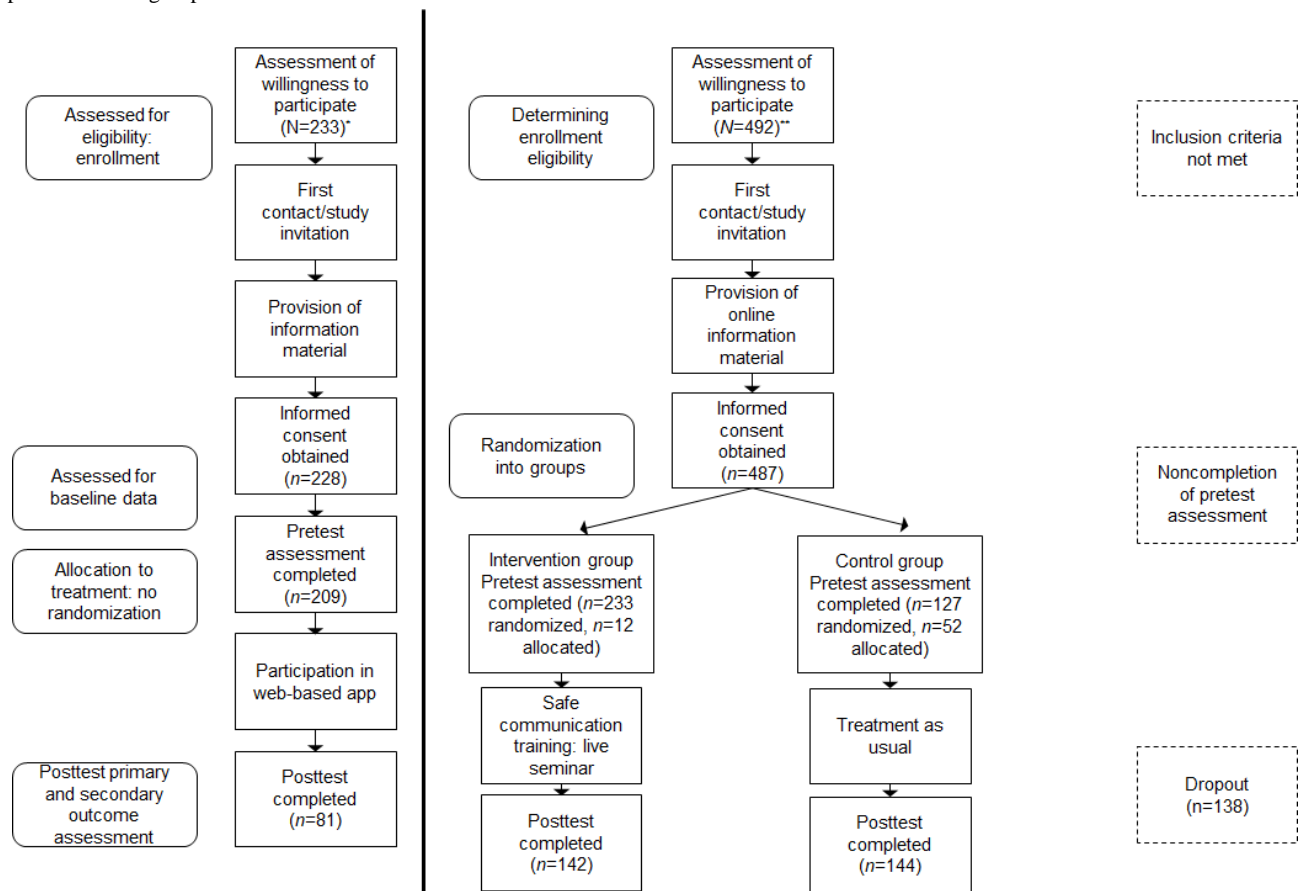 Assessment of
willingness to
participate
(N=233)*
Assessed for
eligibility:
enrollment
First
contact/study
invitation
Provision of
information
material
Informed
consent
obtained
(n=228)
Assessed for
baseline data
Pretest
assessment
completed
(n=209)
Allocation to
treatment: no
randomization
Participation in
web-based app
Posttest primary
and secondary
outcome
assessment
Posttest
completed
(n=81)
Assessment of
willingness to
participate
(N=492)**
Determining
enrollment
eligibility
First
contact/study
invitation
Provision of
online
information
material
Informed
consent
obtained
(n=487)
Randomization
into groups
Intervention group
Pretest assessment
completed (n=233
randomized, n=12
allocated)
Control group
Pretest assessment
completed (n=127
randomized, n=52
allocated)
Safe
communication
training: live
seminar
Treatment as
usual
Posttest
completed
(n=142)
Posttest
completed
(n=144)
Inclusion criteria
not met
Noncompletion
of pretest
assessment
Dropout
(n=138)